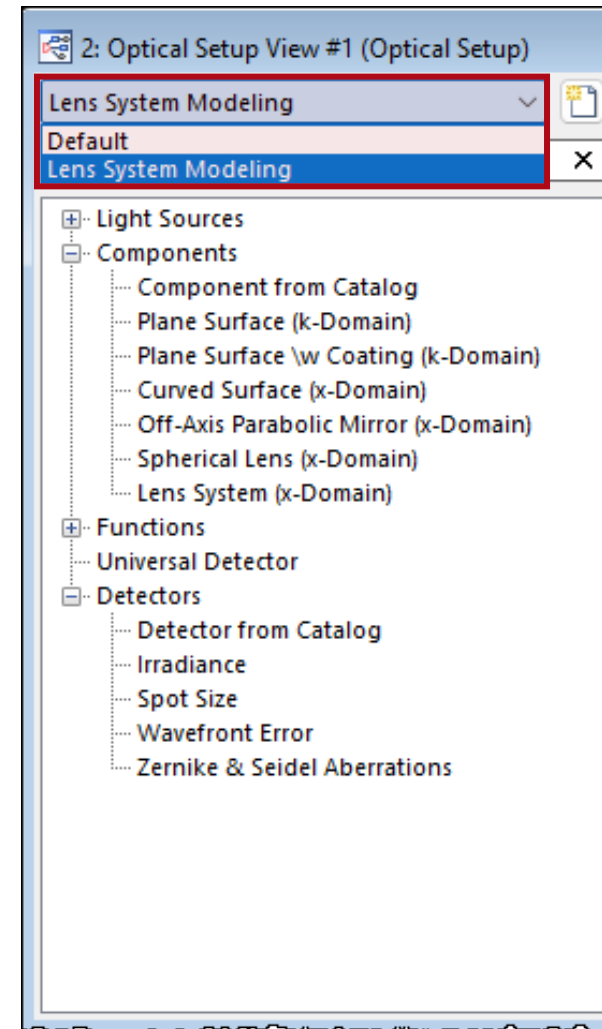 2: Optical Setup View #1 (Optical Setup)
Lens System Modeling
Default
Lens System Modeling
Light Sources
Components
Component from Catalog
Plane Surface (k-Domain)
Plane Surface \w Coating (k-Domain)
Curved Surface (x-Domain)
Off-Axis Parabolic Mirror (x-Domain)
Spherical Lens (x-Domain)
Lens System (x-Domain)
Functions
Universal Detector
Detectors
Detector from Catalog
Irradiance
Spot Size
Wavefront Error
Zernike & Seidel Aberrations